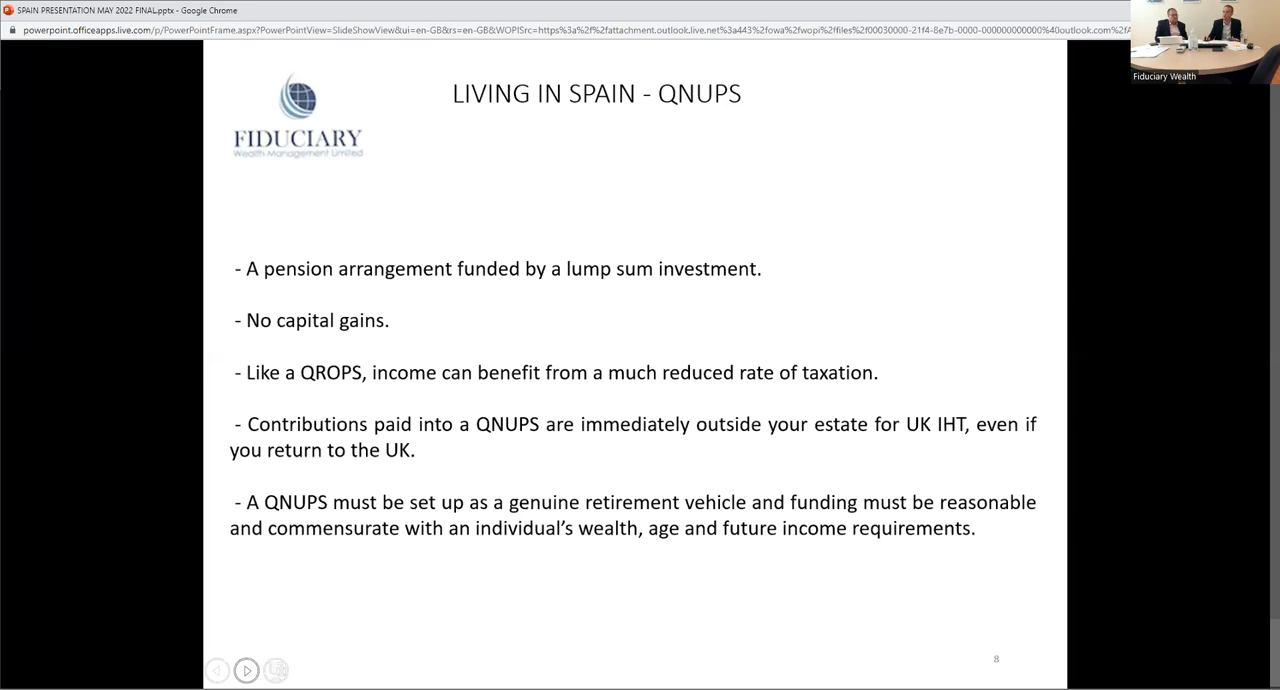 SPAIN PRESENTATION MAY 2022 FINAL.pptx - Google Chrome
powerpoint.officeapps.live.com/p/PowerPointFrame.aspx?PowerPointView=SlideShowView&ui=en-GB&rs=en-GB&WOPISrc=https%3a%2f%2fattachment.outlook.live.net%3a443%2fowa%2fwopi%2ffiles%2f00030000-21f4-8e7b-0000-000000000000%40outlook.com%2fA
Fiduciary Wealth
FIDUCIARY
Wealth Management Limited
LIVING IN SPAIN - QNUPS
- A pension arrangement funded by a lump sum investment.
- No capital gains.
- Like a QROPS, income can benefit from a much reduced rate of taxation.
- Contributions paid into a QNUPS are immediately outside your estate for UK IHT, even if
you return to the UK.
- A QNUPS must be set up as a genuine retirement vehicle and funding must be reasonable
and commensurate with an individual's wealth, age and future income requirements.
8